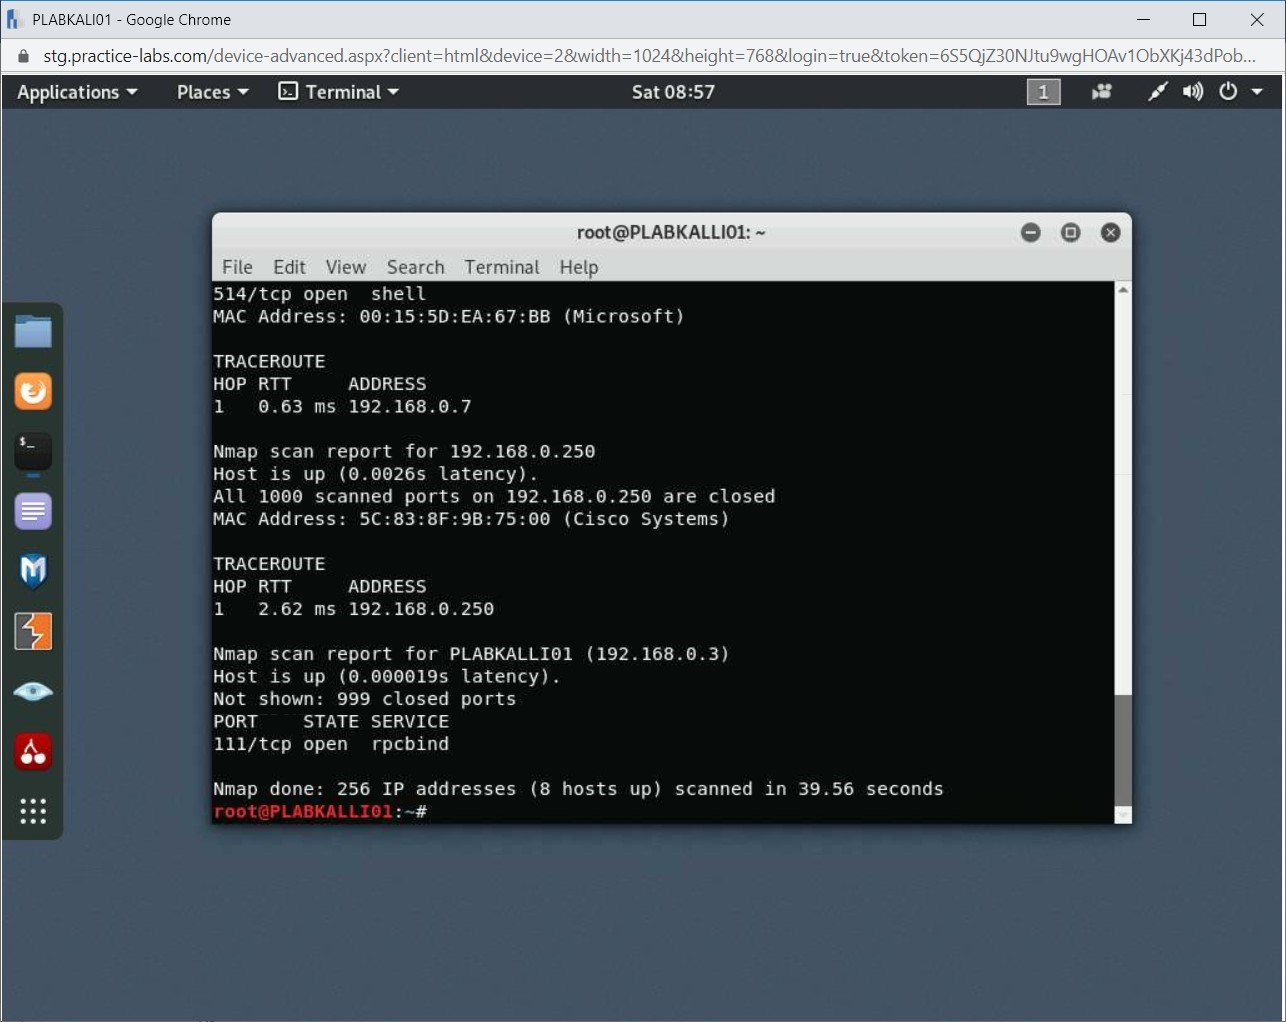 PLABKALI01 - Google Chrome
stg.practice-labs.com/device-advanced.aspx?client=html&device=2&width=1024&height=768&login=true&token=6S5QjZ30NJtu9wgHOAv1ObXKj43dPob...
Applications Places Terminal Sat 08:57 1
root@PLABKALLI01: ~
File Edit View Search Terminal Help
514/tcp open  shell
MAC Address: 00:15:5D:EA:67:BB (Microsoft)
TRACEROUTE
HOP RTT     ADDRESS
1   0.63 ms 192.168.0.7
Nmap scan report for 192.168.0.250
Host is up (0.0026s latency).
All 1000 scanned ports on 192.168.0.250 are closed
MAC Address: 5C:83:8F:9B:75:00 (Cisco Systems)
TRACEROUTE
HOP RTT     ADDRESS
1   2.62 ms 192.168.0.250
Nmap scan report for PLABKALLI01 (192.168.0.3)
Host is up (0.000019s latency).
Not shown: 999 closed ports
PORT    STATE SERVICE
111/tcp open  rpcbind
Nmap done: 256 IP addresses (8 hosts up) scanned in 39.56 seconds
root@PLABKALLI01:~#
$_